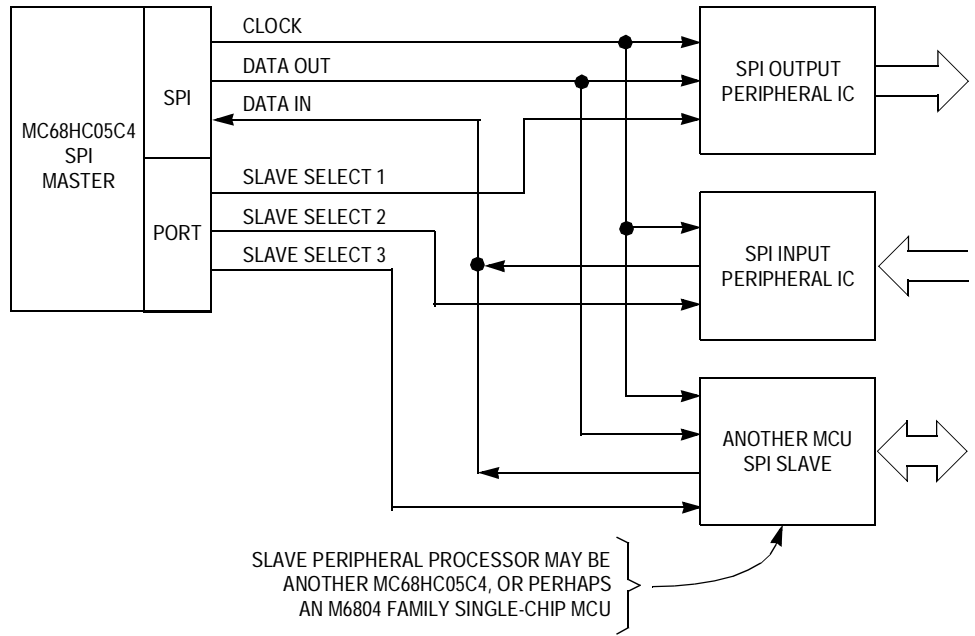 MC68HC05C4
SPI
MASTER
SPI
PORT
CLOCK
DATA OUT
DATA IN
SLAVE SELECT 1
SLAVE SELECT 2
SLAVE SELECT 3
SPI OUTPUT
PERIPHERAL IC
SPI INPUT
PERIPHERAL IC
ANOTHER MCU
SPI SLAVE
SLAVE PERIPHERAL PROCESSOR MAY BE
ANOTHER MC68HC05C4, OR PERHAPS
AN M6804 FAMILY SINGLE-CHIP MCU